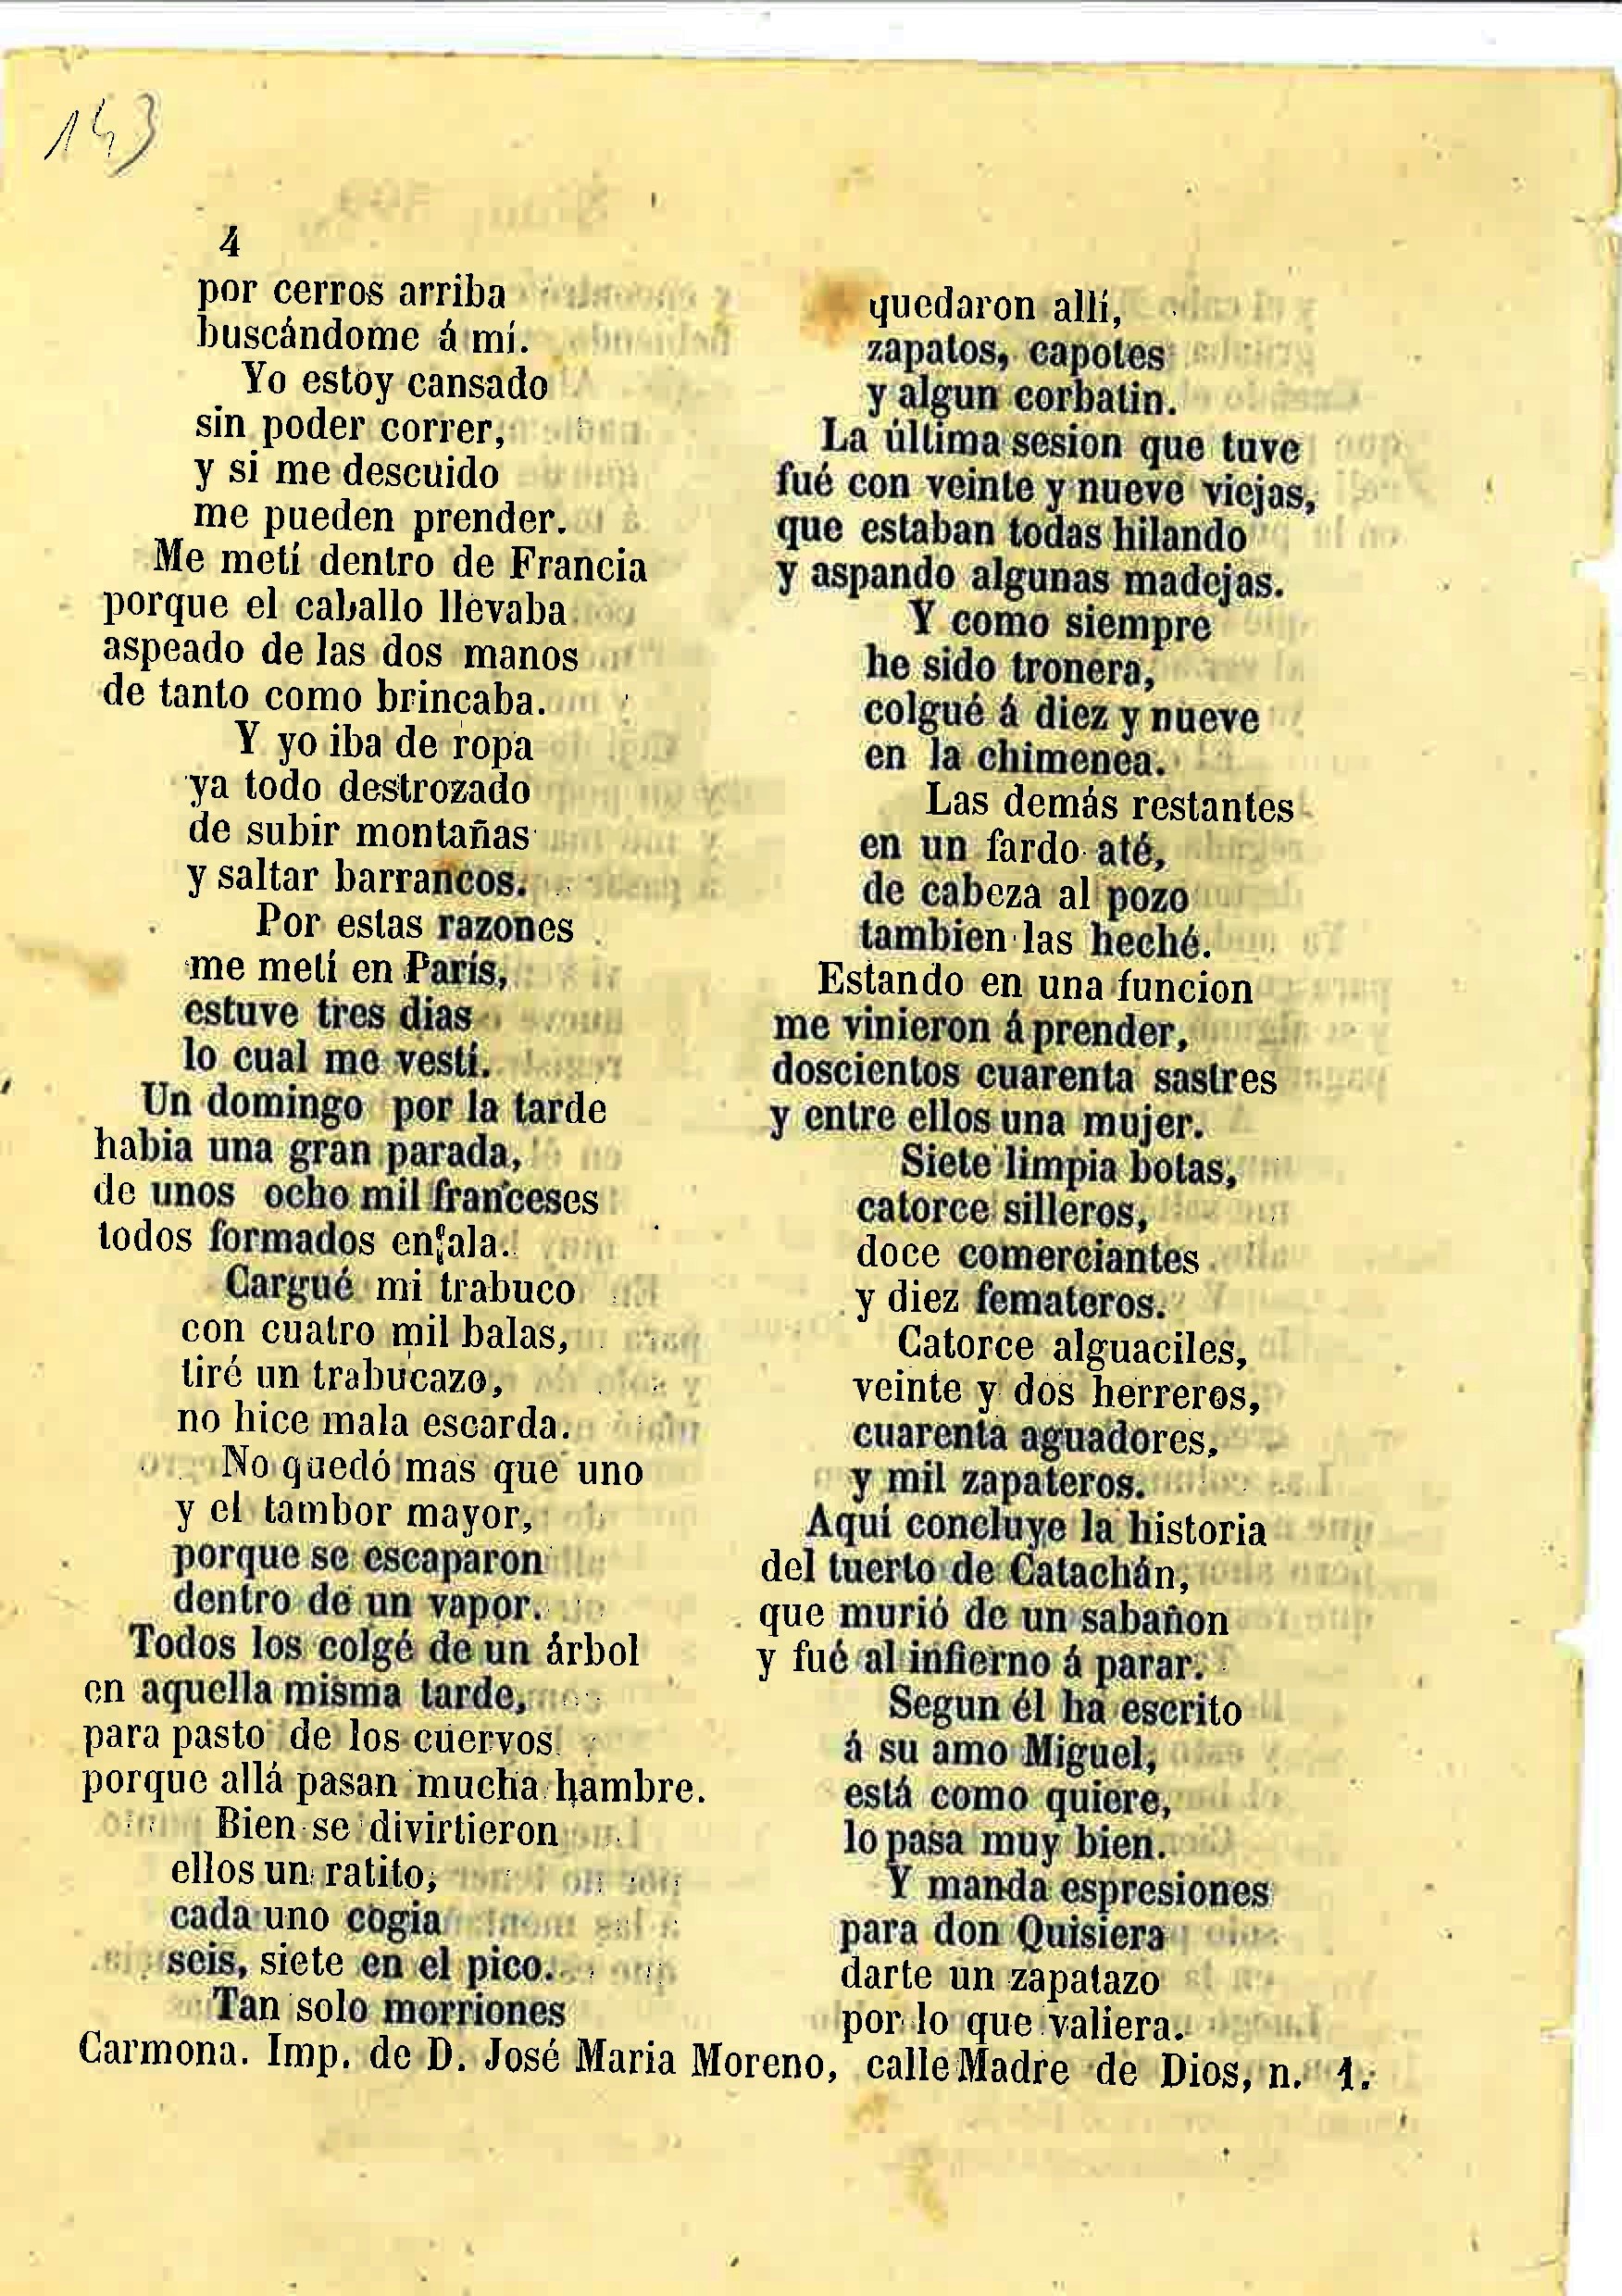 143
4
por cerros arriba
buscándome á mí.
Yo estoy cansado
sin poder correr,
y si me descuido
me pueden prender.
Me metí dentro de Francia
porque el caballo llevaba
aspeado de las dos manos
de tanto como brincaba.
Y yo iba de ropa
ya todo destrozado
de subir montañas
y saltar barrancos.
Por estas razones
me metí en París,
estuve tres dias
lo cual me vestí.
Un domingo por la tarde
habia una gran parada,
de unos ocho mil franceses
todos formados en ala.
Cargué mi trabuco
con cuatro mil balas,
tiré un trabucazo,
no hice mala escarda.
No quedó mas que uno
y el tambor mayor,
porque se escaparon
dentro de un vapor.
Todos los colgé de un árbol
en aquella misma tarde,
para pasto de los cuervos
porque allá pasan mucha hambre.
Bien se divirtieron
ellos un ratito,
cada uno cogia
seis, siete en el pico.
Tan solo morriones
quedaron allí,
zapatos, capotes
y algun corbatin.
La última sesion que tuve
fué con veinte y nueve viejas,
que estaban todas hilando
y aspando algunas madejas.
Y como siempre
he sido tronera,
colgué á diez y nueve
en la chimenea.
Las demás restantes
en un fardo até,
de cabeza al pozo
tambien las heché.
Estando en una funcion
me vinieron á prender,
doscientos cuarenta sastres
y entre ellos una mujer.
Siete limpia botas,
catorce silleros,
doce comerciantes
y diez femateros.
Catorce alguaciles,
veinte y dos herreros,
cuarenta aguadores,
y mil zapateros.
Aquí concluye la historia
del tuerto de Catachán,
que murió de un sabañon
y fué al infierno á parar.
Segun él ha escrito
á su amo Miguel,
está como quiere,
lo pasa muy bien.
Y manda espresiones
para don Quisiera
darte un zapatazo
por lo que valiera.
Carmona. Imp. de D. José Maria Moreno, calle Madre de Dios, n. 1.